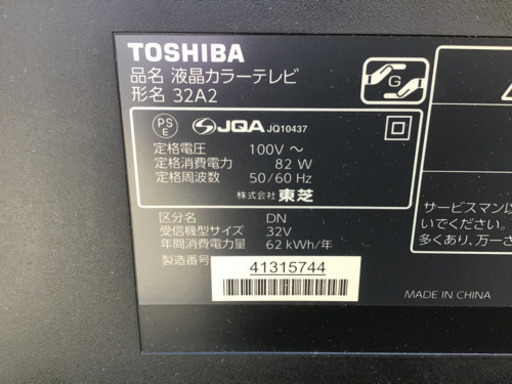 TOSHIBA
品名 液晶カラーテレビ
形名 32A2
G
PS
E
JQA JQ10437
定格電圧 100V ～
定格消費電力 82 W
定格周波数 50/60 Hz
株式会社 東芝
区分名 DN
受信機型サイズ 32V
年間消費電力量 62 kWh/年
製造番号
41315744
サービスマン以
いでください。
多くあり、万一さ
MADE IN CHINA